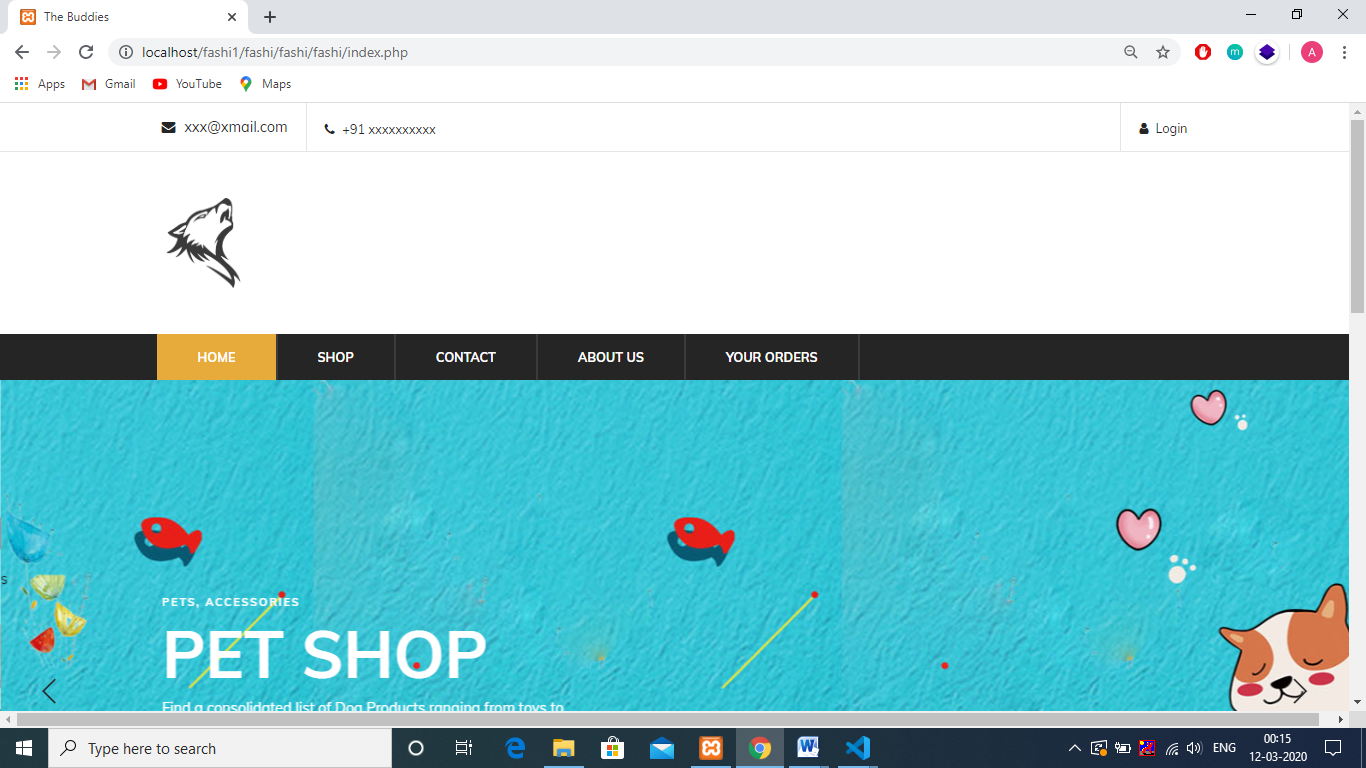 The Buddies
localhost/fashi1/fashi/fashi/fashi/index.php
m
A
Apps Gmail YouTube Maps
xxx@xmail.com +91 xxxxxxxxxx Login
HOME SHOP CONTACT ABOUT US YOUR ORDERS
s
PETS, ACCESSORIES
PET SHOP
Find a consolidated list of Dog Products ranging from toys to
Type here to search
ENG
00:15
12-03-2020